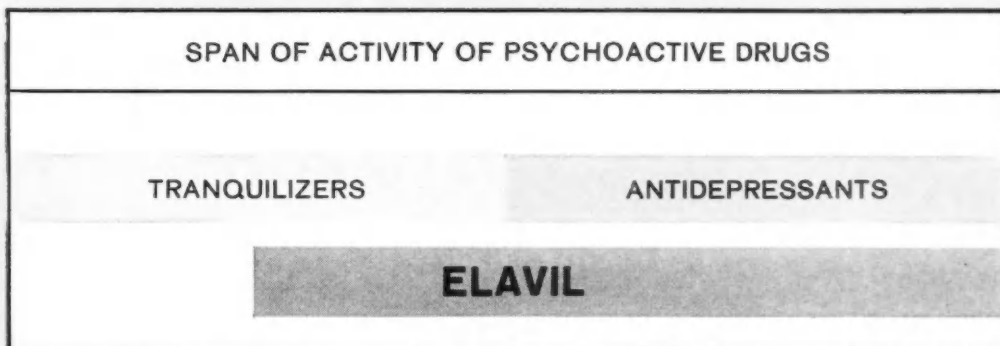 SPAN OF ACTIVITY OF PSYCHOACTIVE DRUGS
TRANQUILIZERS ANTIDEPRESSANTS
ELAVIL